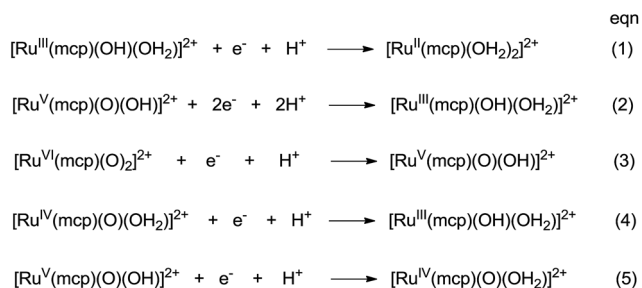 eqn
[Ru^III(mcp)(OH)(OH₂)]²⁺ + e⁻ + H⁺ ⟶ [Ru^II(mcp)(OH₂)₂]²⁺ (1)
[Ru^V(mcp)(O)(OH)]²⁺ + 2e⁻ + 2H⁺ ⟶ [Ru^III(mcp)(OH)(OH₂)]²⁺ (2)
[Ru^VI(mcp)(O)₂]²⁺ + e⁻ + H⁺ ⟶ [Ru^V(mcp)(O)(OH)]²⁺ (3)
[Ru^IV(mcp)(O)(OH₂)]²⁺ + e⁻ + H⁺ ⟶ [Ru^III(mcp)(OH)(OH₂)]²⁺ (4)
[Ru^V(mcp)(O)(OH)]²⁺ + e⁻ + H⁺ ⟶ [Ru^IV(mcp)(O)(OH₂)]²⁺ (5)